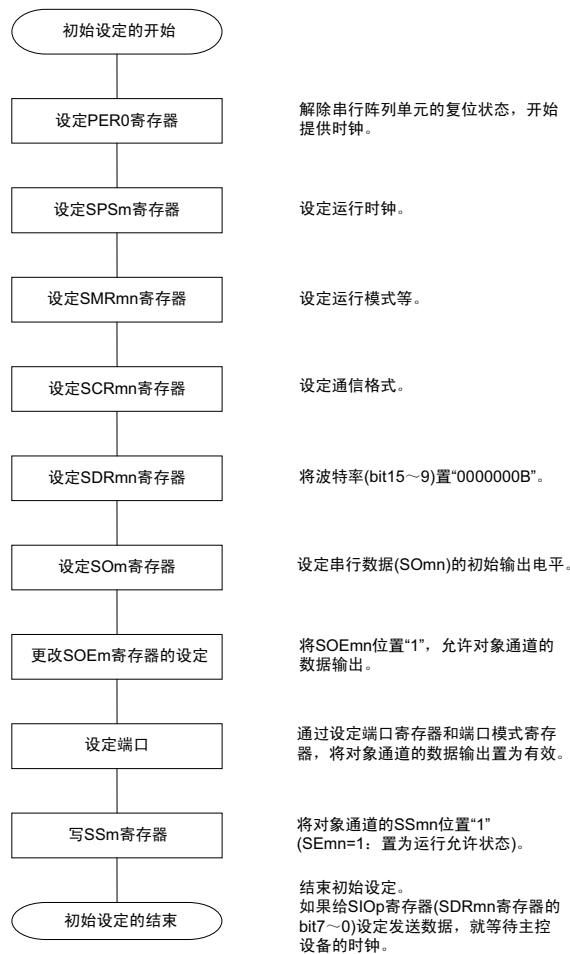 初始设定的开始
设定PER0寄存器
解除串行阵列单元的复位状态，开始
提供时钟。
设定SPSm寄存器
设定运行时钟。
设定SMRmn寄存器
设定运行模式等。
设定SCRmn寄存器
设定通信格式。
设定SDRmn寄存器
将波特率(bit15～9)置“0000000B”。
设定SOm寄存器
设定串行数据(SOmn)的初始输出电平。
更改SOEm寄存器的设定
将SOEmn位置“1”，允许对象通道的
数据输出。
设定端口
通过设定端口寄存器和端口模式寄存
器，将对象通道的数据输出置为有效。
写SSm寄存器
将对象通道的SSmn位置“1”
(SEmn=1：置为运行允许状态)。
初始设定的结束
结束初始设定。
如果给SIOp寄存器(SDRmn寄存器的
bit7～0)设定发送数据，就等待主控
设备的时钟。